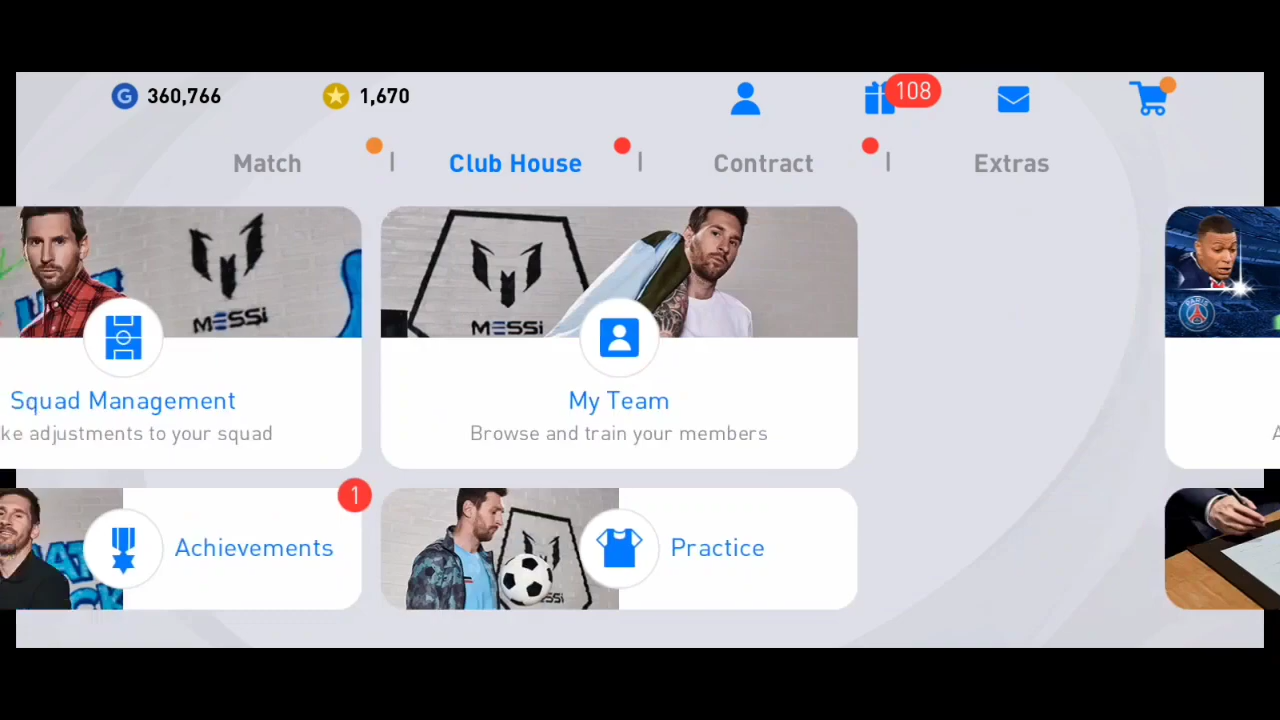 G 360,766 1,670 108
Match | Club House | Contract | Extras
MESSi
MESSi
Squad Management
ke adjustments to your squad
My Team
Browse and train your members
A
1
Achievements
Practice
PARIS